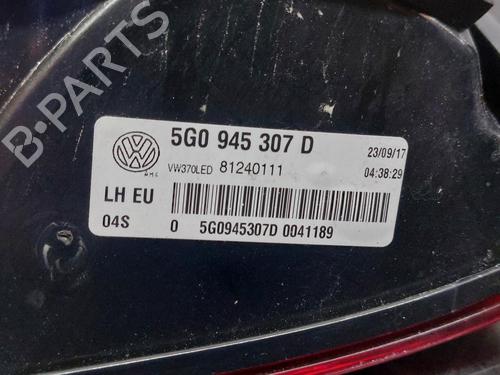 B-PARTS
5G0 945 307 D
23/09/17
VW370LED 81240111
04:38:29
LH EU
04S
0 5G0945307D 0041189